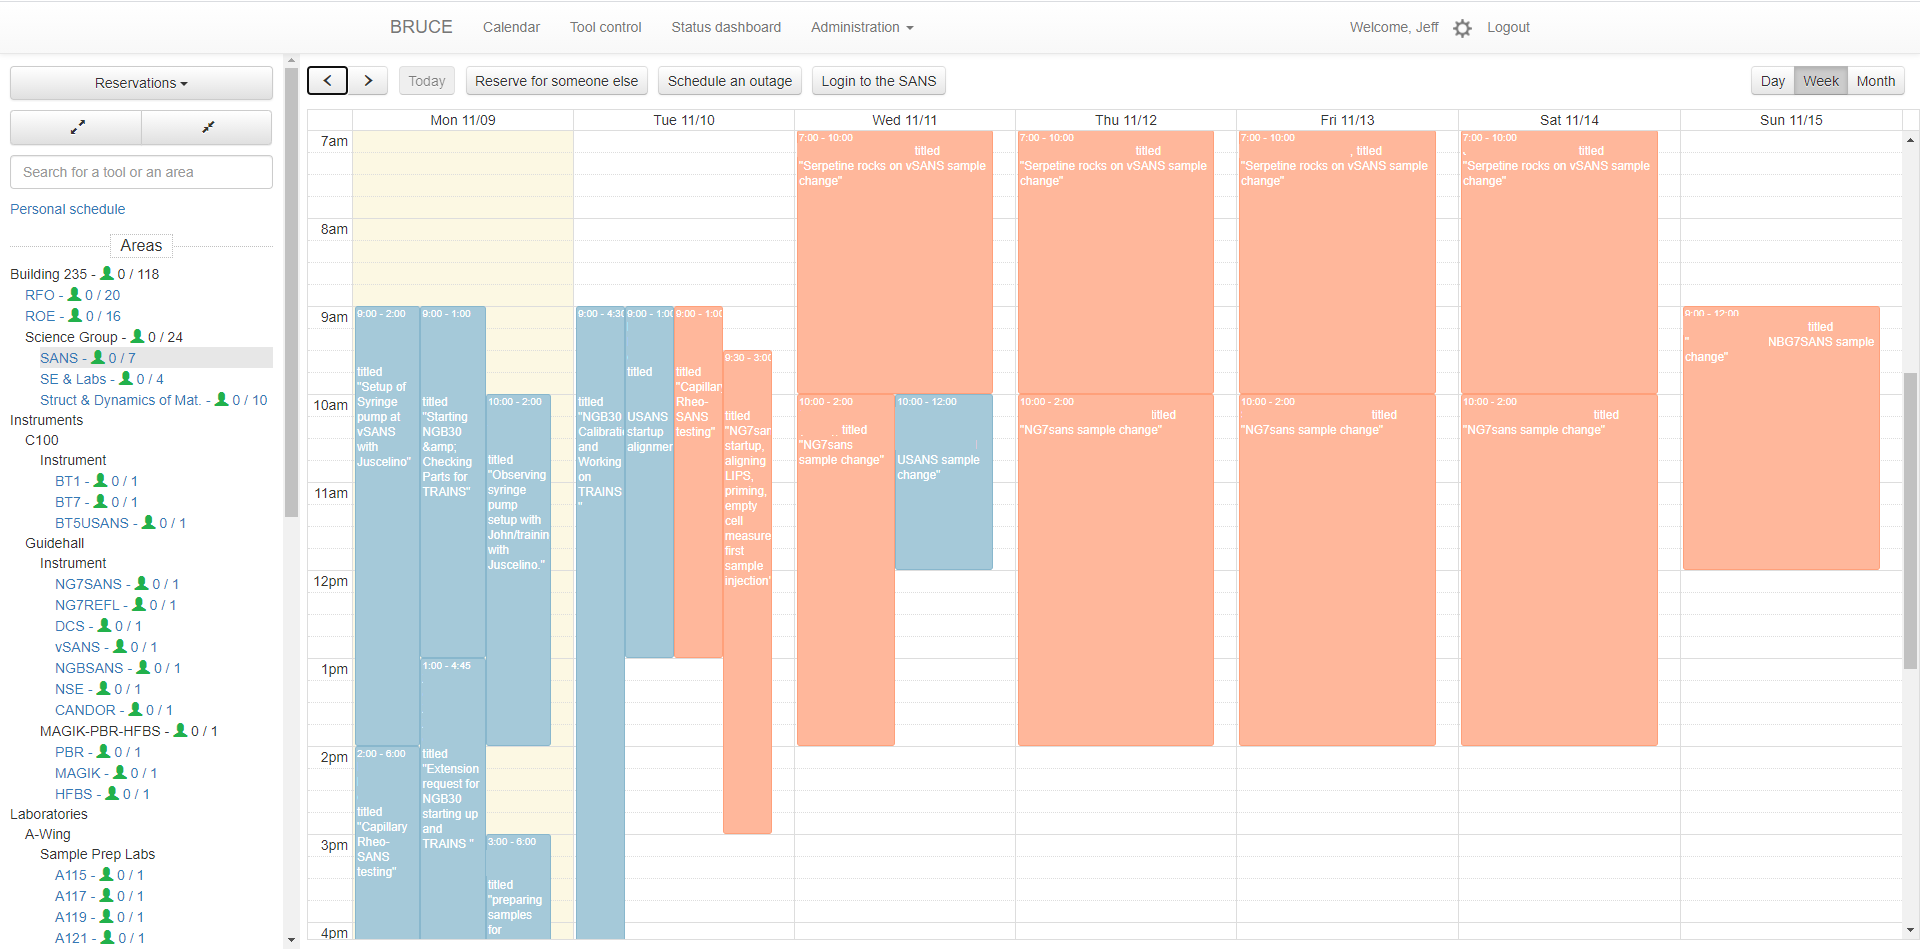 BRUCE Calendar Tool control Status dashboard Administration Welcome, Jeff Logout
Reservations
Search for a tool or an area
Personal schedule
Areas
Building 235 - 0 / 118
RFO - 0 / 20
ROE - 0 / 16
Science Group - 0 / 24
SANS - 0 / 7
SE & Labs - 0 / 4
Struct & Dynamics of Mat. - 0 / 10
Instruments
C100
Instrument
BT1 - 0 / 1
BT7 - 0 / 1
BT5USANS - 0 / 1
Guidehall
Instrument
NG7SANS - 0 / 1
NG7REFL - 0 / 1
DCS - 0 / 1
vSANS - 0 / 1
NGBSANS - 0 / 1
NSE - 0 / 1
CANDOR - 0 / 1
MAGIK-PBR-HFBS - 0 / 1
PBR - 0 / 1
MAGIK - 0 / 1
HFBS - 0 / 1
Laboratories
A-Wing
Sample Prep Labs
A115 - 0 / 1
A117 - 0 / 1
A119 - 0 / 1
A121 - 0 / 1
Today Reserve for someone else Schedule an outage Login to the SANS Day Week Month
Mon 11/09 Tue 11/10 Wed 11/11 Thu 11/12 Fri 11/13 Sat 11/14 Sun 11/15
7am
8am
9am
10am
11am
12pm
1pm
2pm
3pm
4pm
9:00 - 2:00
titled
"Setup of
Syringe
pump at
vSANS
with
Juscelino"
2:00 - 6:00
titled
"Capillary
Rheo-
SANS
testing"
9:00 - 1:00
titled
"Starting
NGB30
&amp;
Checking
Parts for
TRAINS"
1:00 - 4:45
titled
"Extension
request for
NGB30
starting up
and
TRAINS "
10:00 - 2:00
titled
"Observing
syringe
pump
setup with
John/trainin
with
Juscelino."
3:00 - 6:00
titled
"preparing
samples
for
9:00 - 4:30
titled
"NGB30
Calibratio
and
Working
on
TRAINS
"
9:00 - 1:00
titled
USANS
startup
alignmer
9:00 - 1:00
titled
"Capillary
Rheo-
SANS
testing"
9:30 - 3:00
titled
"NG7san
startup,
aligning
LIPS,
priming,
empty
cell
measure
first
sample
injection"
7:00 - 10:00
titled
"Serpetine rocks on vSANS sample
change"
10:00 - 2:00
titled
"NG7sans
sample change"
10:00 - 12:00
USANS sample
change"
7:00 - 10:00
titled
"Serpetine rocks on vSANS sample
change"
10:00 - 2:00
titled
"NG7sans sample change"
7:00 - 10:00
, titled
"Serpetine rocks on vSANS sample
change"
10:00 - 2:00
titled
"NG7sans sample change"
7:00 - 10:00
titled
"Serpetine rocks on vSANS sample
change"
10:00 - 2:00
titled
"NG7sans sample change"
9:00 - 12:00
titled
" NBG7SANS sample
change"